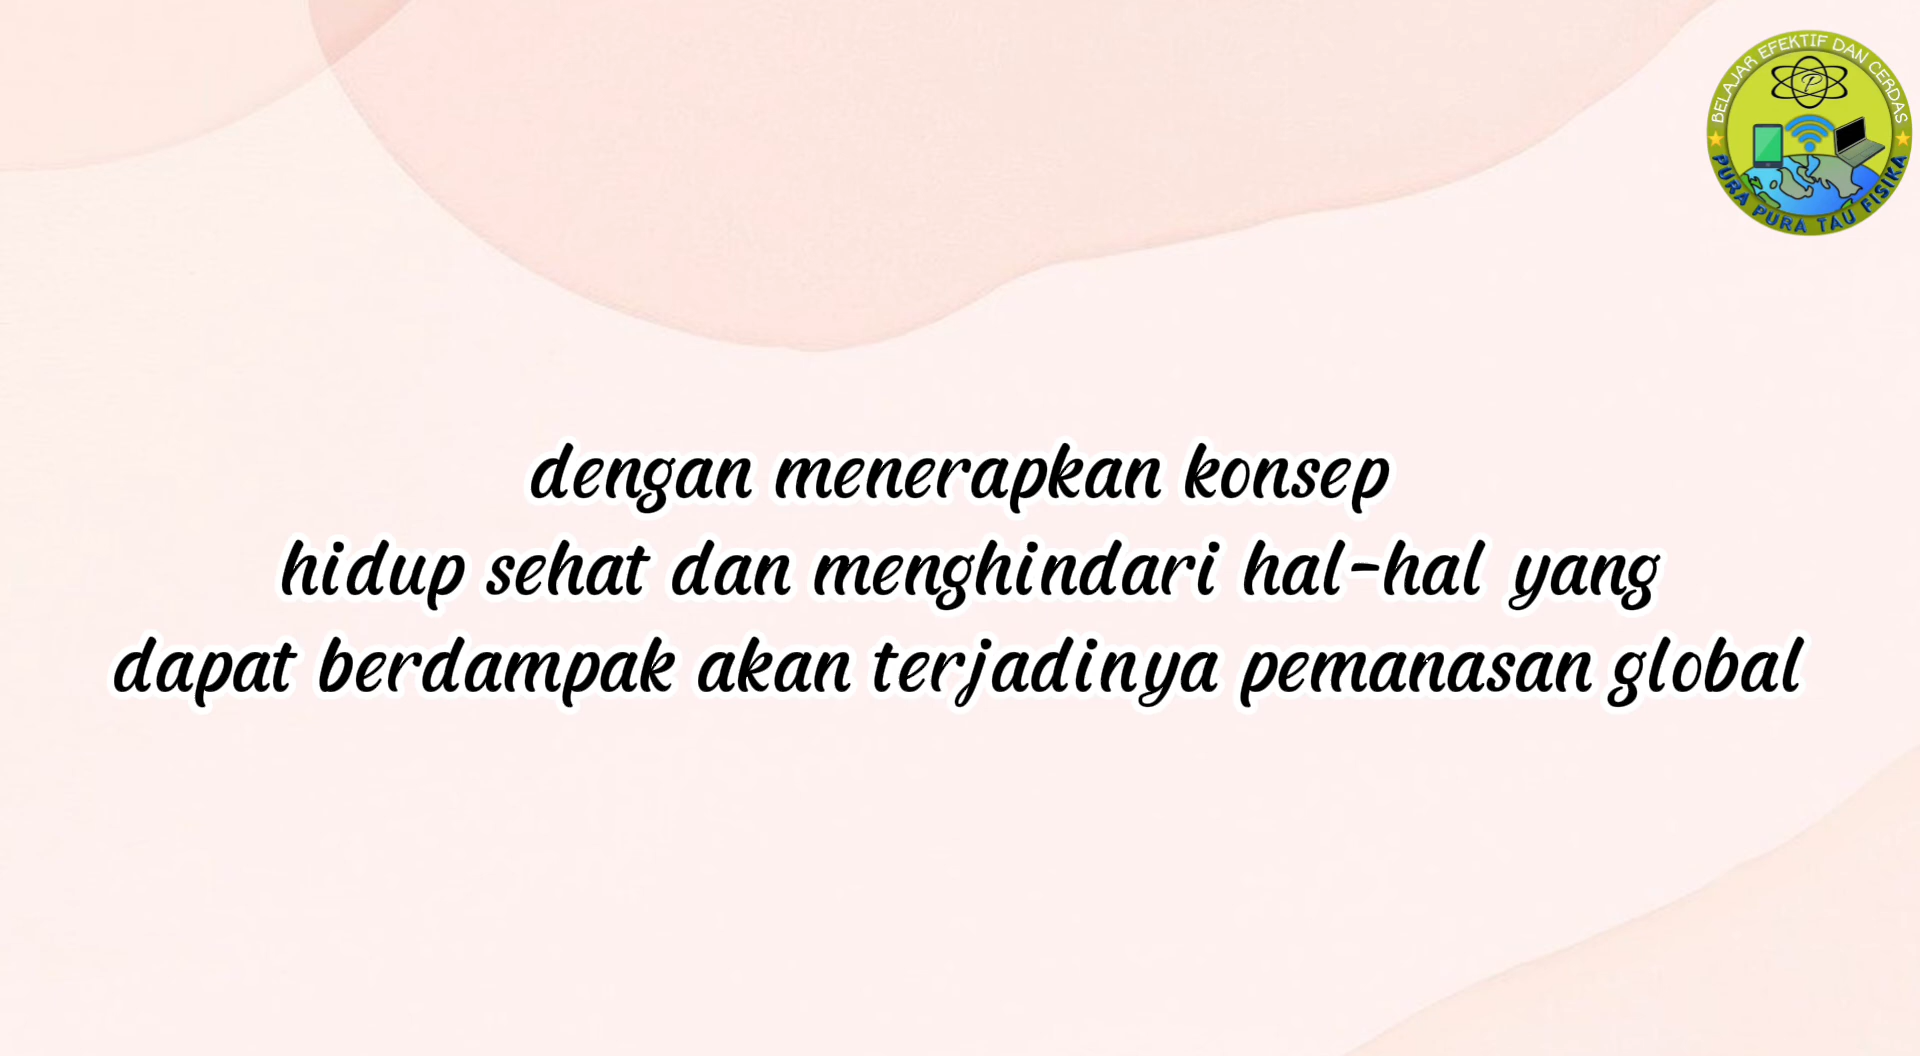 BELAJAR EFEKTIF DAN CERDAS
P
PURA PURA TAU FISIKA
dengan menerapkan konsep
hidup sehat dan menghindari hal-hal yang
dapat berdampak akan terjadinya pemanasan global